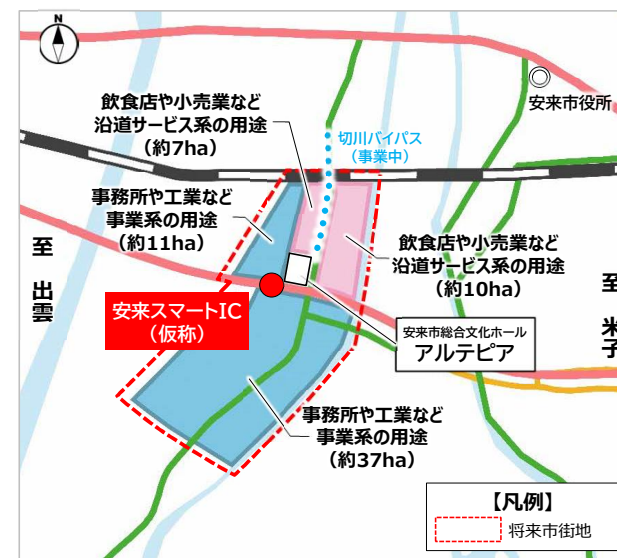 N
安来市役所
飲食店や小売業など
沿道サービス系の用途
(約7ha)
切川バイパス
(事業中)
事務所や工業など
事業系の用途
(約11ha)
飲食店や小売業など
沿道サービス系の用途
(約10ha)
至 出雲
至 米子
安来スマートIC
(仮称)
安来市総合文化ホール
アルテピア
事務所や工業など
事業系の用途
(約37ha)
【凡例】
将来市街地